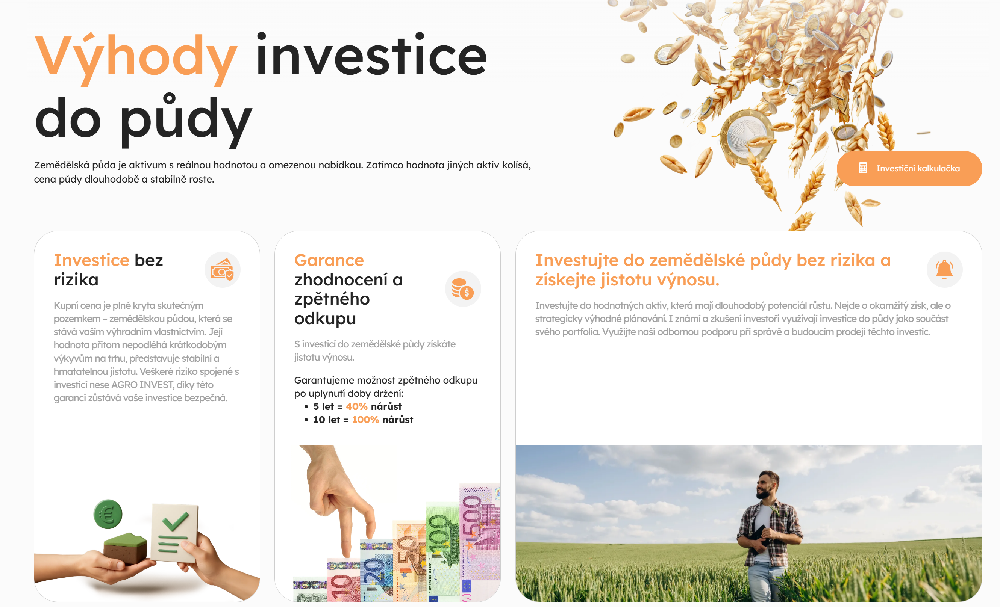 Výhody investice
do půdy
Zemědělská půda je aktivum s reálnou hodnotou a omezenou nabídkou. Zatímco hodnota jiných aktiv kolísá,
cena půdy dlouhodobě a stabilně roste.
Investiční kalkulačka
Investice bez
rizika
Kupní cena je plně kryta skutečným
pozemkem – zemědělskou půdou, která se
stává vaším výhradním vlastnictvím. Její
hodnota přitom nepodléhá krátkodobým
výkyvům na trhu, představuje stabilní a
hmatatelnou jistotu. Veškeré riziko spojené s
investicí nese AGRO INVEST, díky této
garanci zůstává vaše investice bezpečná.
Garance
zhodnocení a
zpětného
odkupu
S investicí do zemědělské půdy získáte
jistotu výnosu.
Garantujeme možnost zpětného odkupu
po uplynutí doby držení:
• 5 let = 40% nárůst
• 10 let = 100% nárůst
10
20
50
100
500
Investujte do zemědělské půdy bez rizika a
získejte jistotu výnosu.
Investujte do hodnotných aktiv, která mají dlouhodobý potenciál růstu. Nejde o okamžitý zisk, ale o
strategicky výhodné plánování. I známí a zkušení investoři využívají investice do půdy jako součást
svého portfolia. Využijte naši odbornou podporu při správě a budoucím prodeji těchto investic.